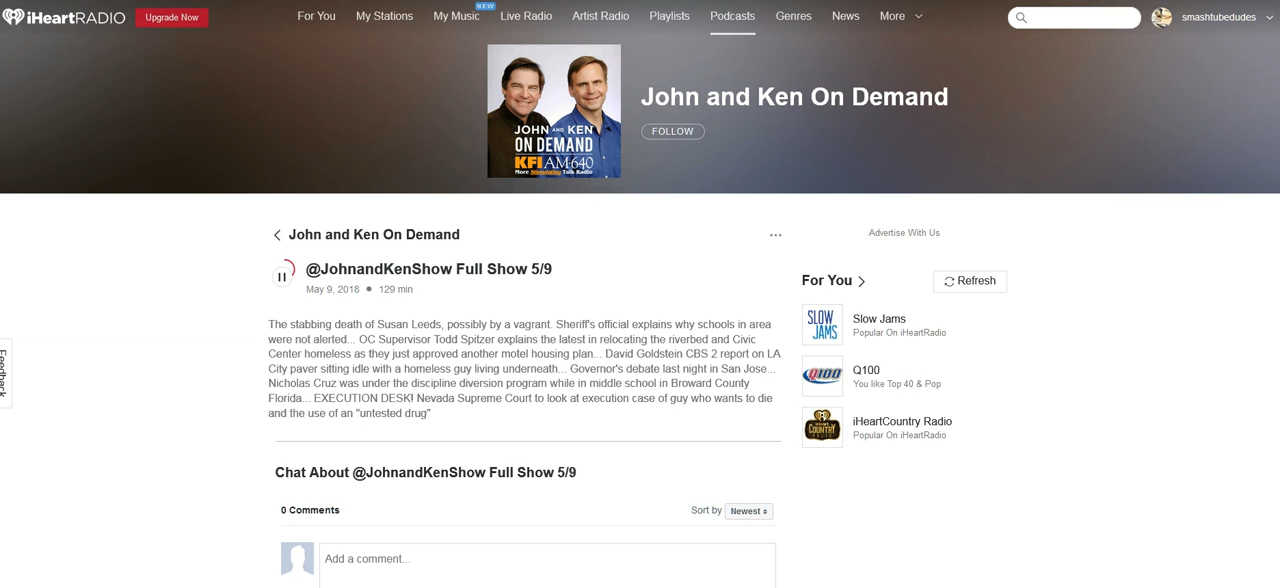 iHeartRADIO
Upgrade Now
For You
My Stations
My Music
NEW
Live Radio
Artist Radio
Playlists
Podcasts
Genres
News
More
smashtubedudes
JOHN AND KEN
ON DEMAND
KFI AM-640
More Stimulating Talk Radio
John and Ken On Demand
FOLLOW
Feedback
John and Ken On Demand
@JohnandKenShow Full Show 5/9
May 9, 2018 ● 129 min
The stabbing death of Susan Leeds, possibly by a vagrant. Sheriff's official explains why schools in area
were not alerted... OC Supervisor Todd Spitzer explains the latest in relocating the riverbed and Civic
Center homeless as they just approved another motel housing plan... David Goldstein CBS 2 report on LA
City paver sitting idle with a homeless guy living underneath... Governor's debate last night in San Jose...
Nicholas Cruz was under the discipline diversion program while in middle school in Broward County
Florida... EXECUTION DESK! Nevada Supreme Court to look at execution case of guy who wants to die
and the use of an "untested drug"
Chat About @JohnandKenShow Full Show 5/9
0 Comments
Sort by Newest
Add a comment...
Advertise With Us
For You
Refresh
SLOW
JAMS
Slow Jams
Popular On iHeartRadio
Q100
Q100
You like Top 40 & Pop
COUNTRY
iHeartCountry Radio
Popular On iHeartRadio